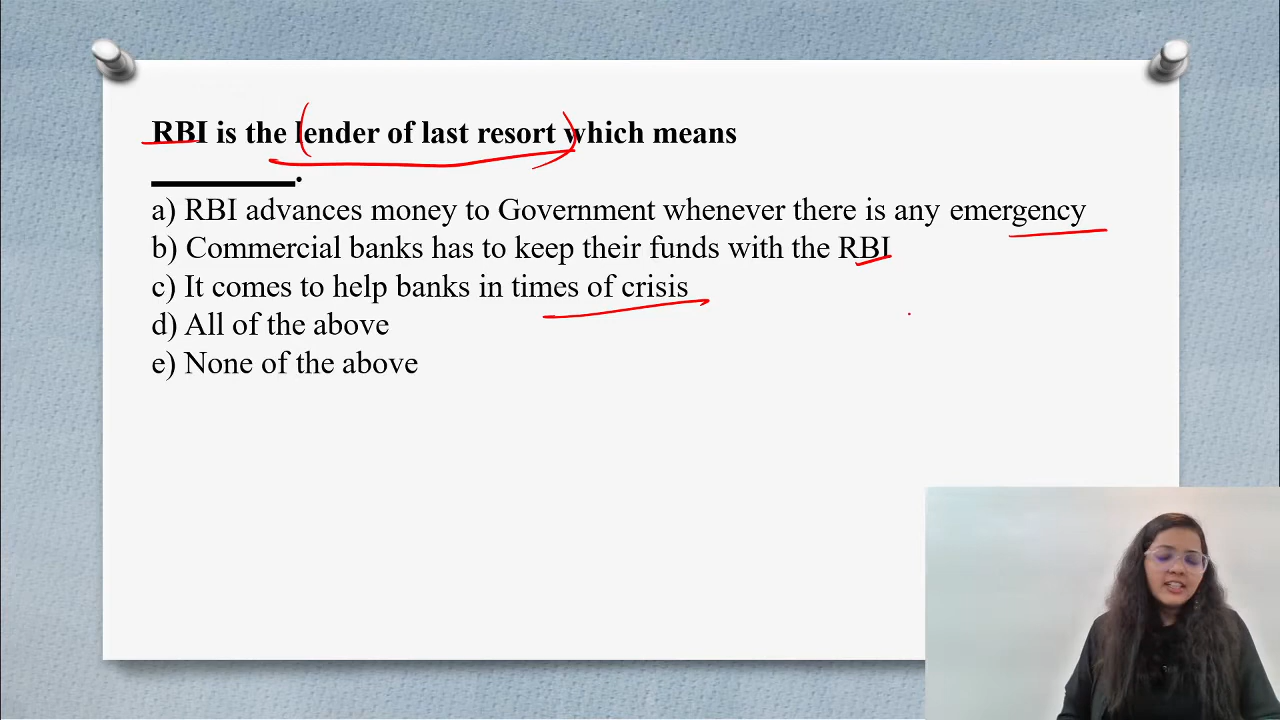 RBI is the lender of last resort which means
_________.
a) RBI advances money to Government whenever there is any emergency
b) Commercial banks has to keep their funds with the RBI
c) It comes to help banks in times of crisis
d) All of the above
e) None of the above